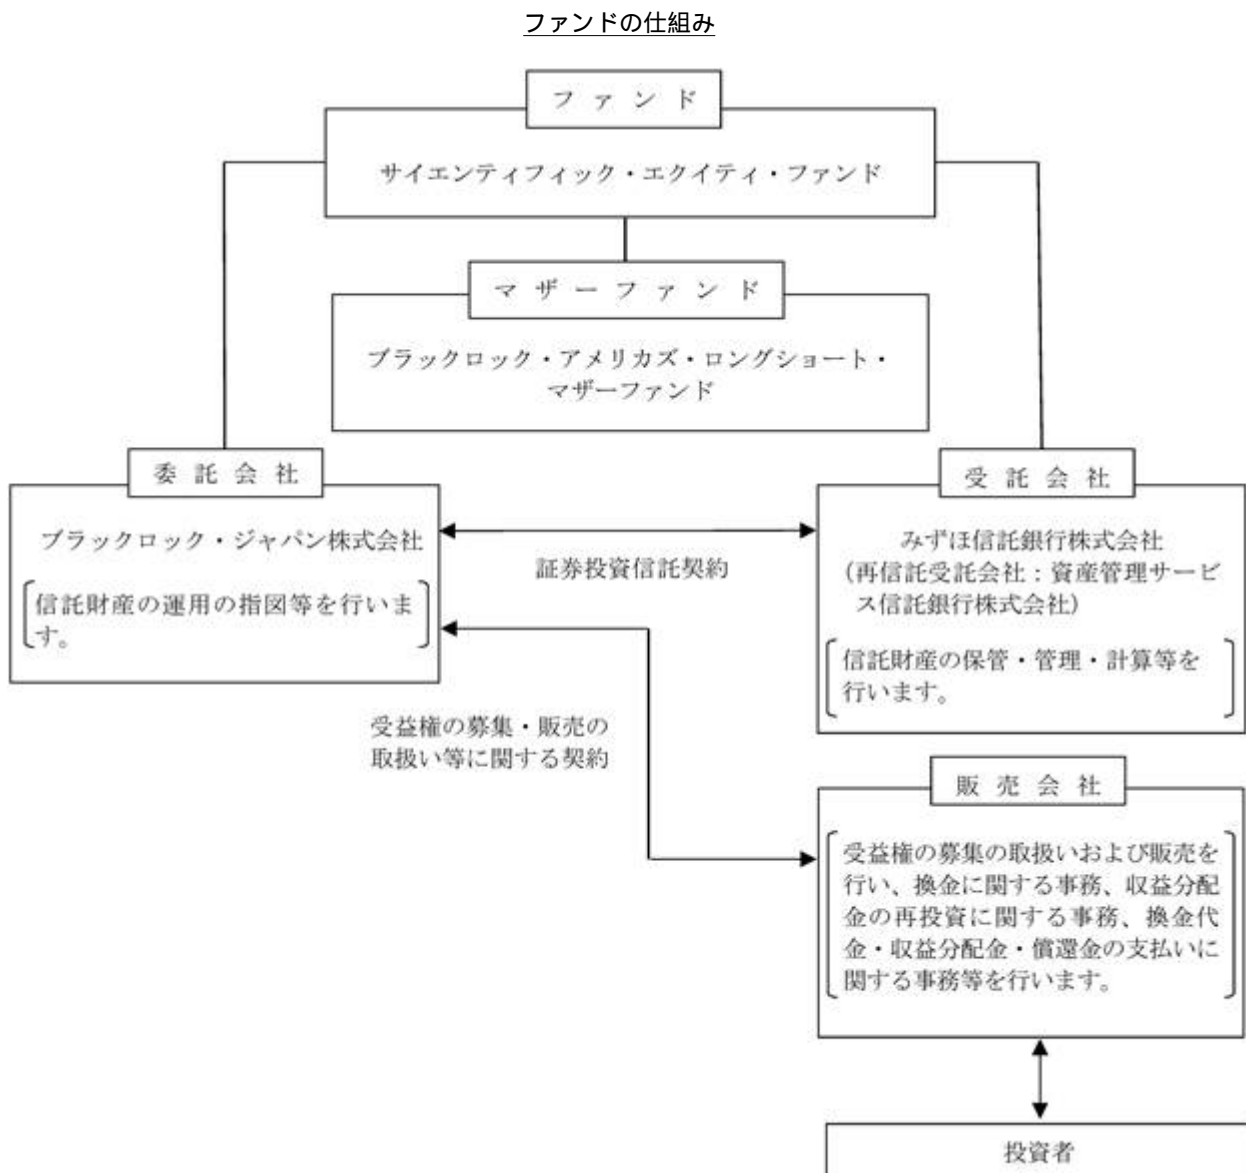 ファンドの仕組み
ファンド
サイエンティフィック・エクイティ・ファンド
マザーファンド
ブラックロック・アメリカズ・ロングショート・
マザーファンド
委託会社
ブラックロック・ジャパン株式会社
信託財産の運用の指図等を行いま
す。
証券投資信託契約
受託会社
みずほ信託銀行株式会社
(再信託受託会社：資産管理サービ
ス信託銀行株式会社)
信託財産の保管・管理・計算等を
行います。
受益権の募集・販売の
取扱い等に関する契約
販売会社
受益権の募集の取扱いおよび販売を
行い、換金に関する事務、収益分配
金の再投資に関する事務、換金代
金・収益分配金・償還金の支払いに
関する事務等を行います。
投資者